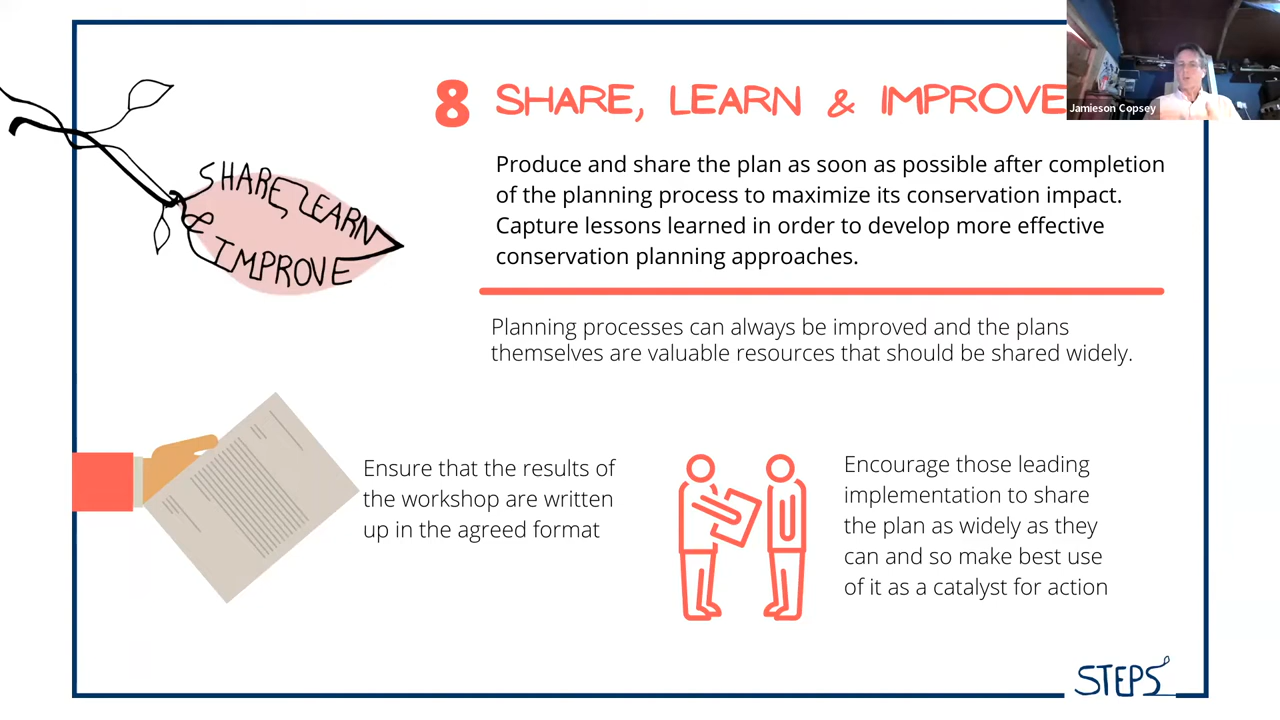 8 SHARE, LEARN & IMPROVE
Jamieson Copsey
Produce and share the plan as soon as possible after completion
of the planning process to maximize its conservation impact.
Capture lessons learned in order to develop more effective
conservation planning approaches.
SHARE, LEARN
&
IMPROVE
Planning processes can always be improved and the plans
themselves are valuable resources that should be shared widely.
Ensure that the results of
the workshop are written
up in the agreed format
Encourage those leading
implementation to share
the plan as widely as they
can and so make best use
of it as a catalyst for action
STEPS